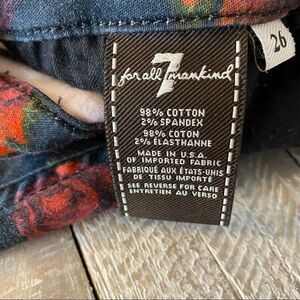 7
for all mankind
26
98% COTTON
2% SPANDEX
98% COTON
2% ÉLASTHANNE
MADE IN U.S.A.
OF IMPORTED FABRIC
FABRIQUÉ AUX ÉTATS-UNIS
DE TISSU IMPORTÉ
SEE REVERSE FOR CARE
ENTRETIEN AU VERSO